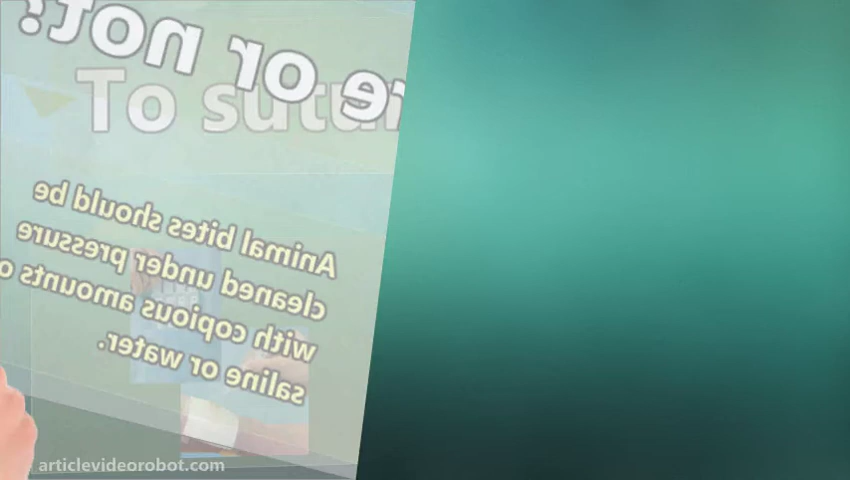 re or not?
To sutu
Animal bites should be
cleaned under pressure
with copious amounts o
saline or water.
articlevideorobot.com